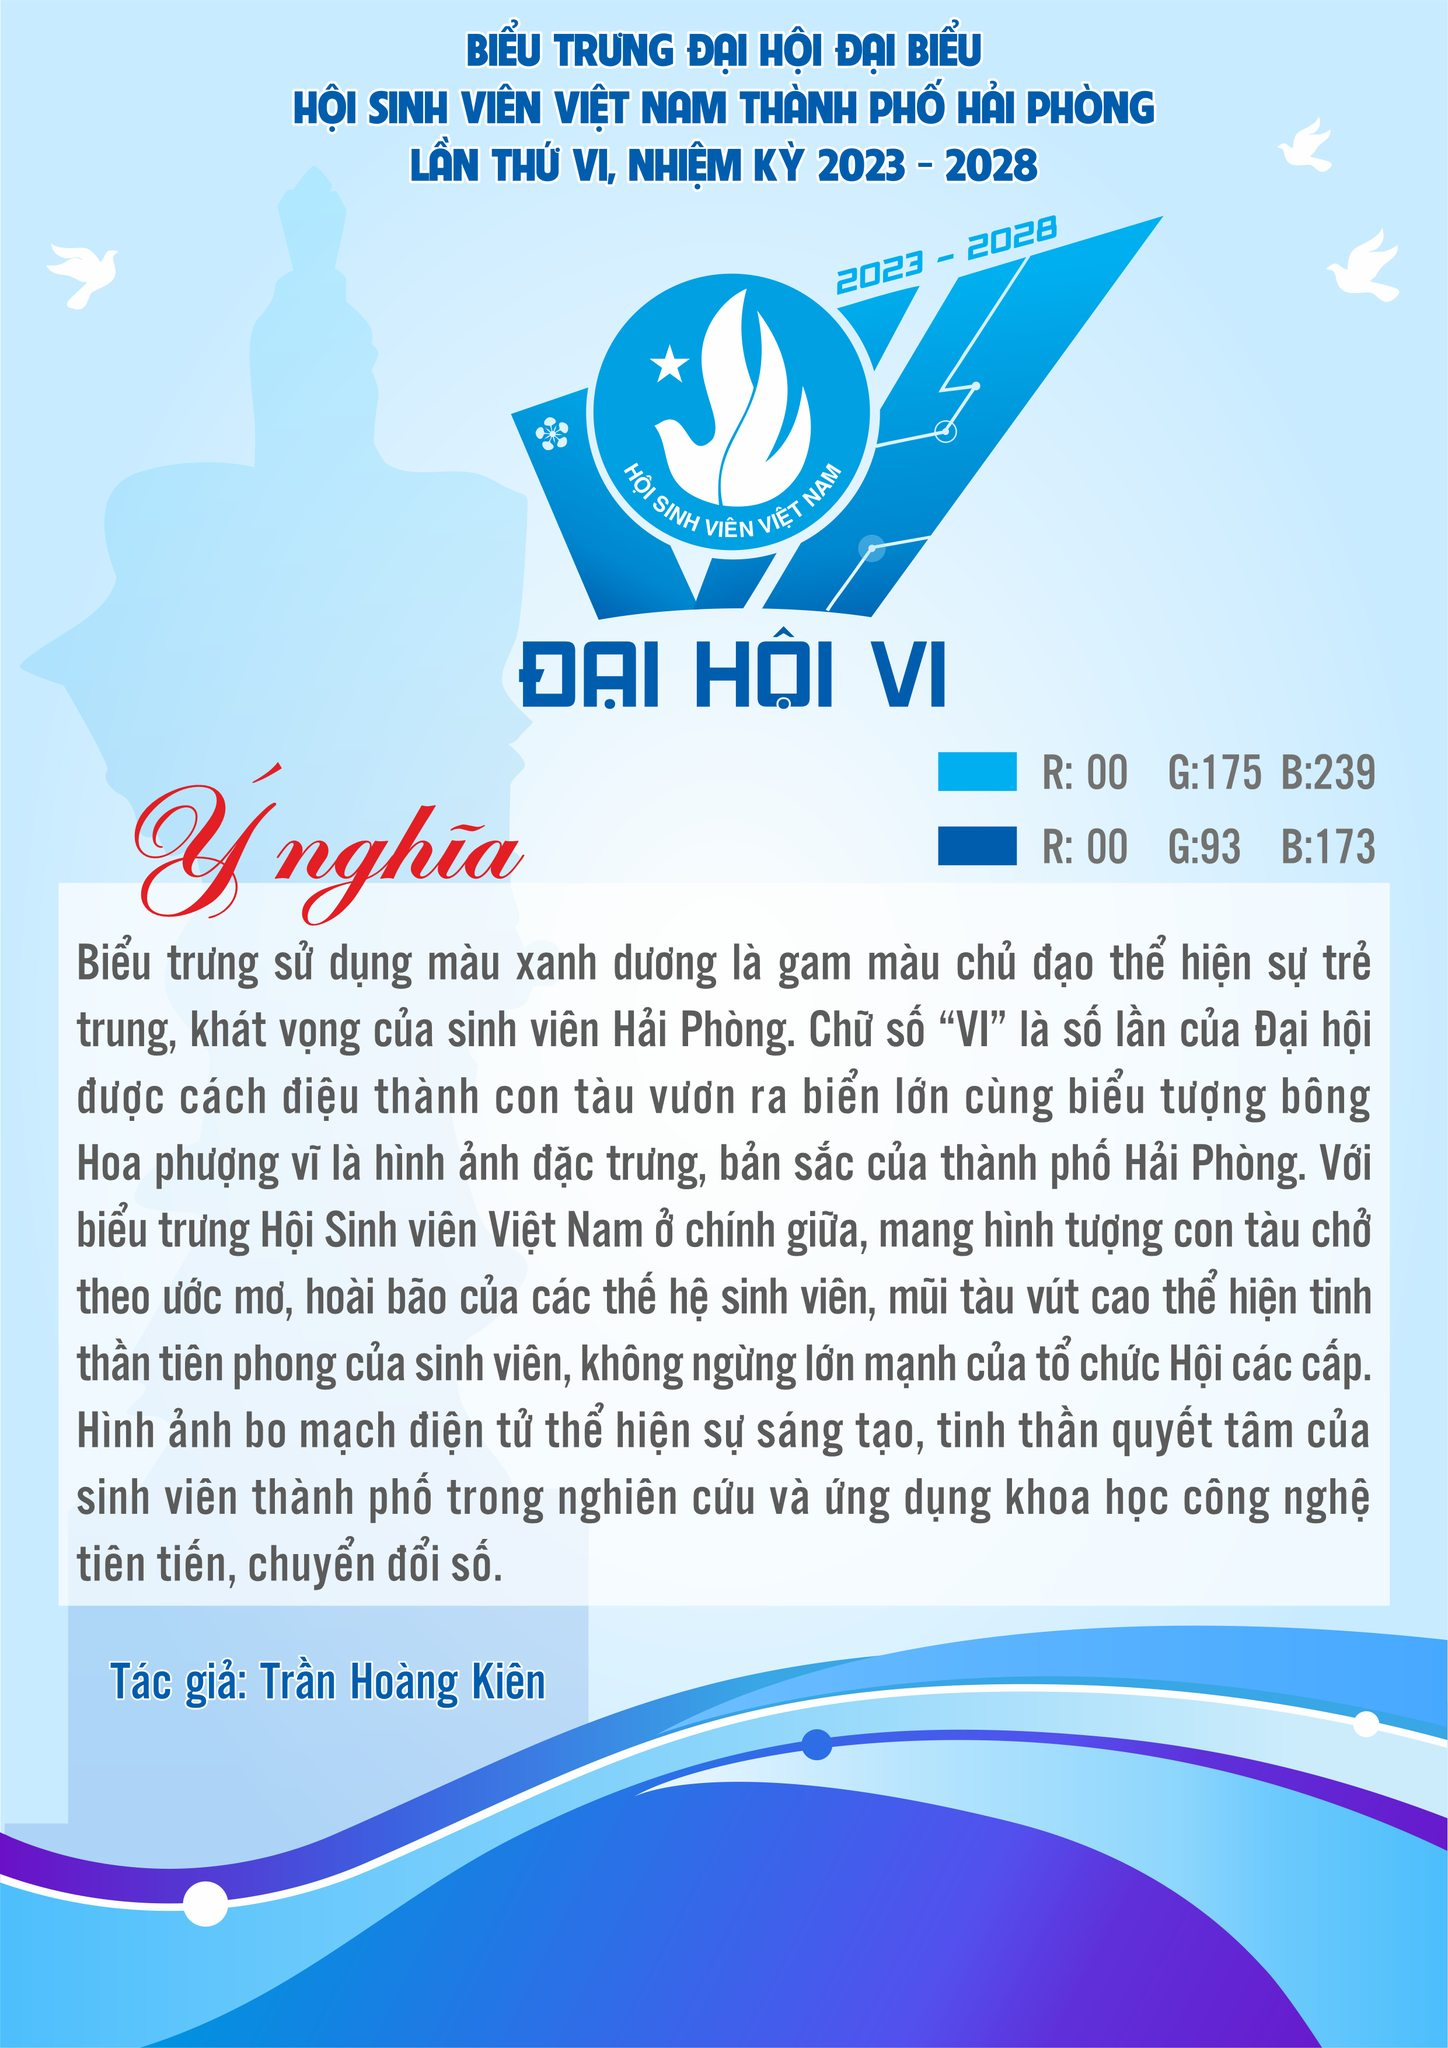 BIỂU TRƯNG ĐẠI HỘI ĐẠI BIỂU
HỘI SINH VIÊN VIỆT NAM THÀNH PHỐ HẢI PHÒNG
LẦN THỨ VI, NHIỆM KỲ 2023 - 2028
2023 - 2028
HỘI SINH VIÊN VIỆT NAM
ĐẠI HỘI VI
R: 00 G:175 B:239
R: 00 G:93 B:173
Ý nghĩa
Biểu trưng sử dụng màu xanh dương là gam màu chủ đạo thể hiện sự trẻ
trung, khát vọng của sinh viên Hải Phòng. Chữ số “VI” là số lần của Đại hội
được cách điệu thành con tàu vươn ra biển lớn cùng biểu tượng bông
Hoa phượng vĩ là hình ảnh đặc trưng, bản sắc của thành phố Hải Phòng. Với
biểu trưng Hội Sinh viên Việt Nam ở chính giữa, mang hình tượng con tàu chở
theo ước mơ, hoài bão của các thế hệ sinh viên, mũi tàu vút cao thể hiện tinh
thần tiên phong của sinh viên, không ngừng lớn mạnh của tổ chức Hội các cấp.
Hình ảnh bo mạch điện tử thể hiện sự sáng tạo, tinh thần quyết tâm của
sinh viên thành phố trong nghiên cứu và ứng dụng khoa học công nghệ
tiên tiến, chuyển đổi số.
Tác giả: Trần Hoàng Kiên